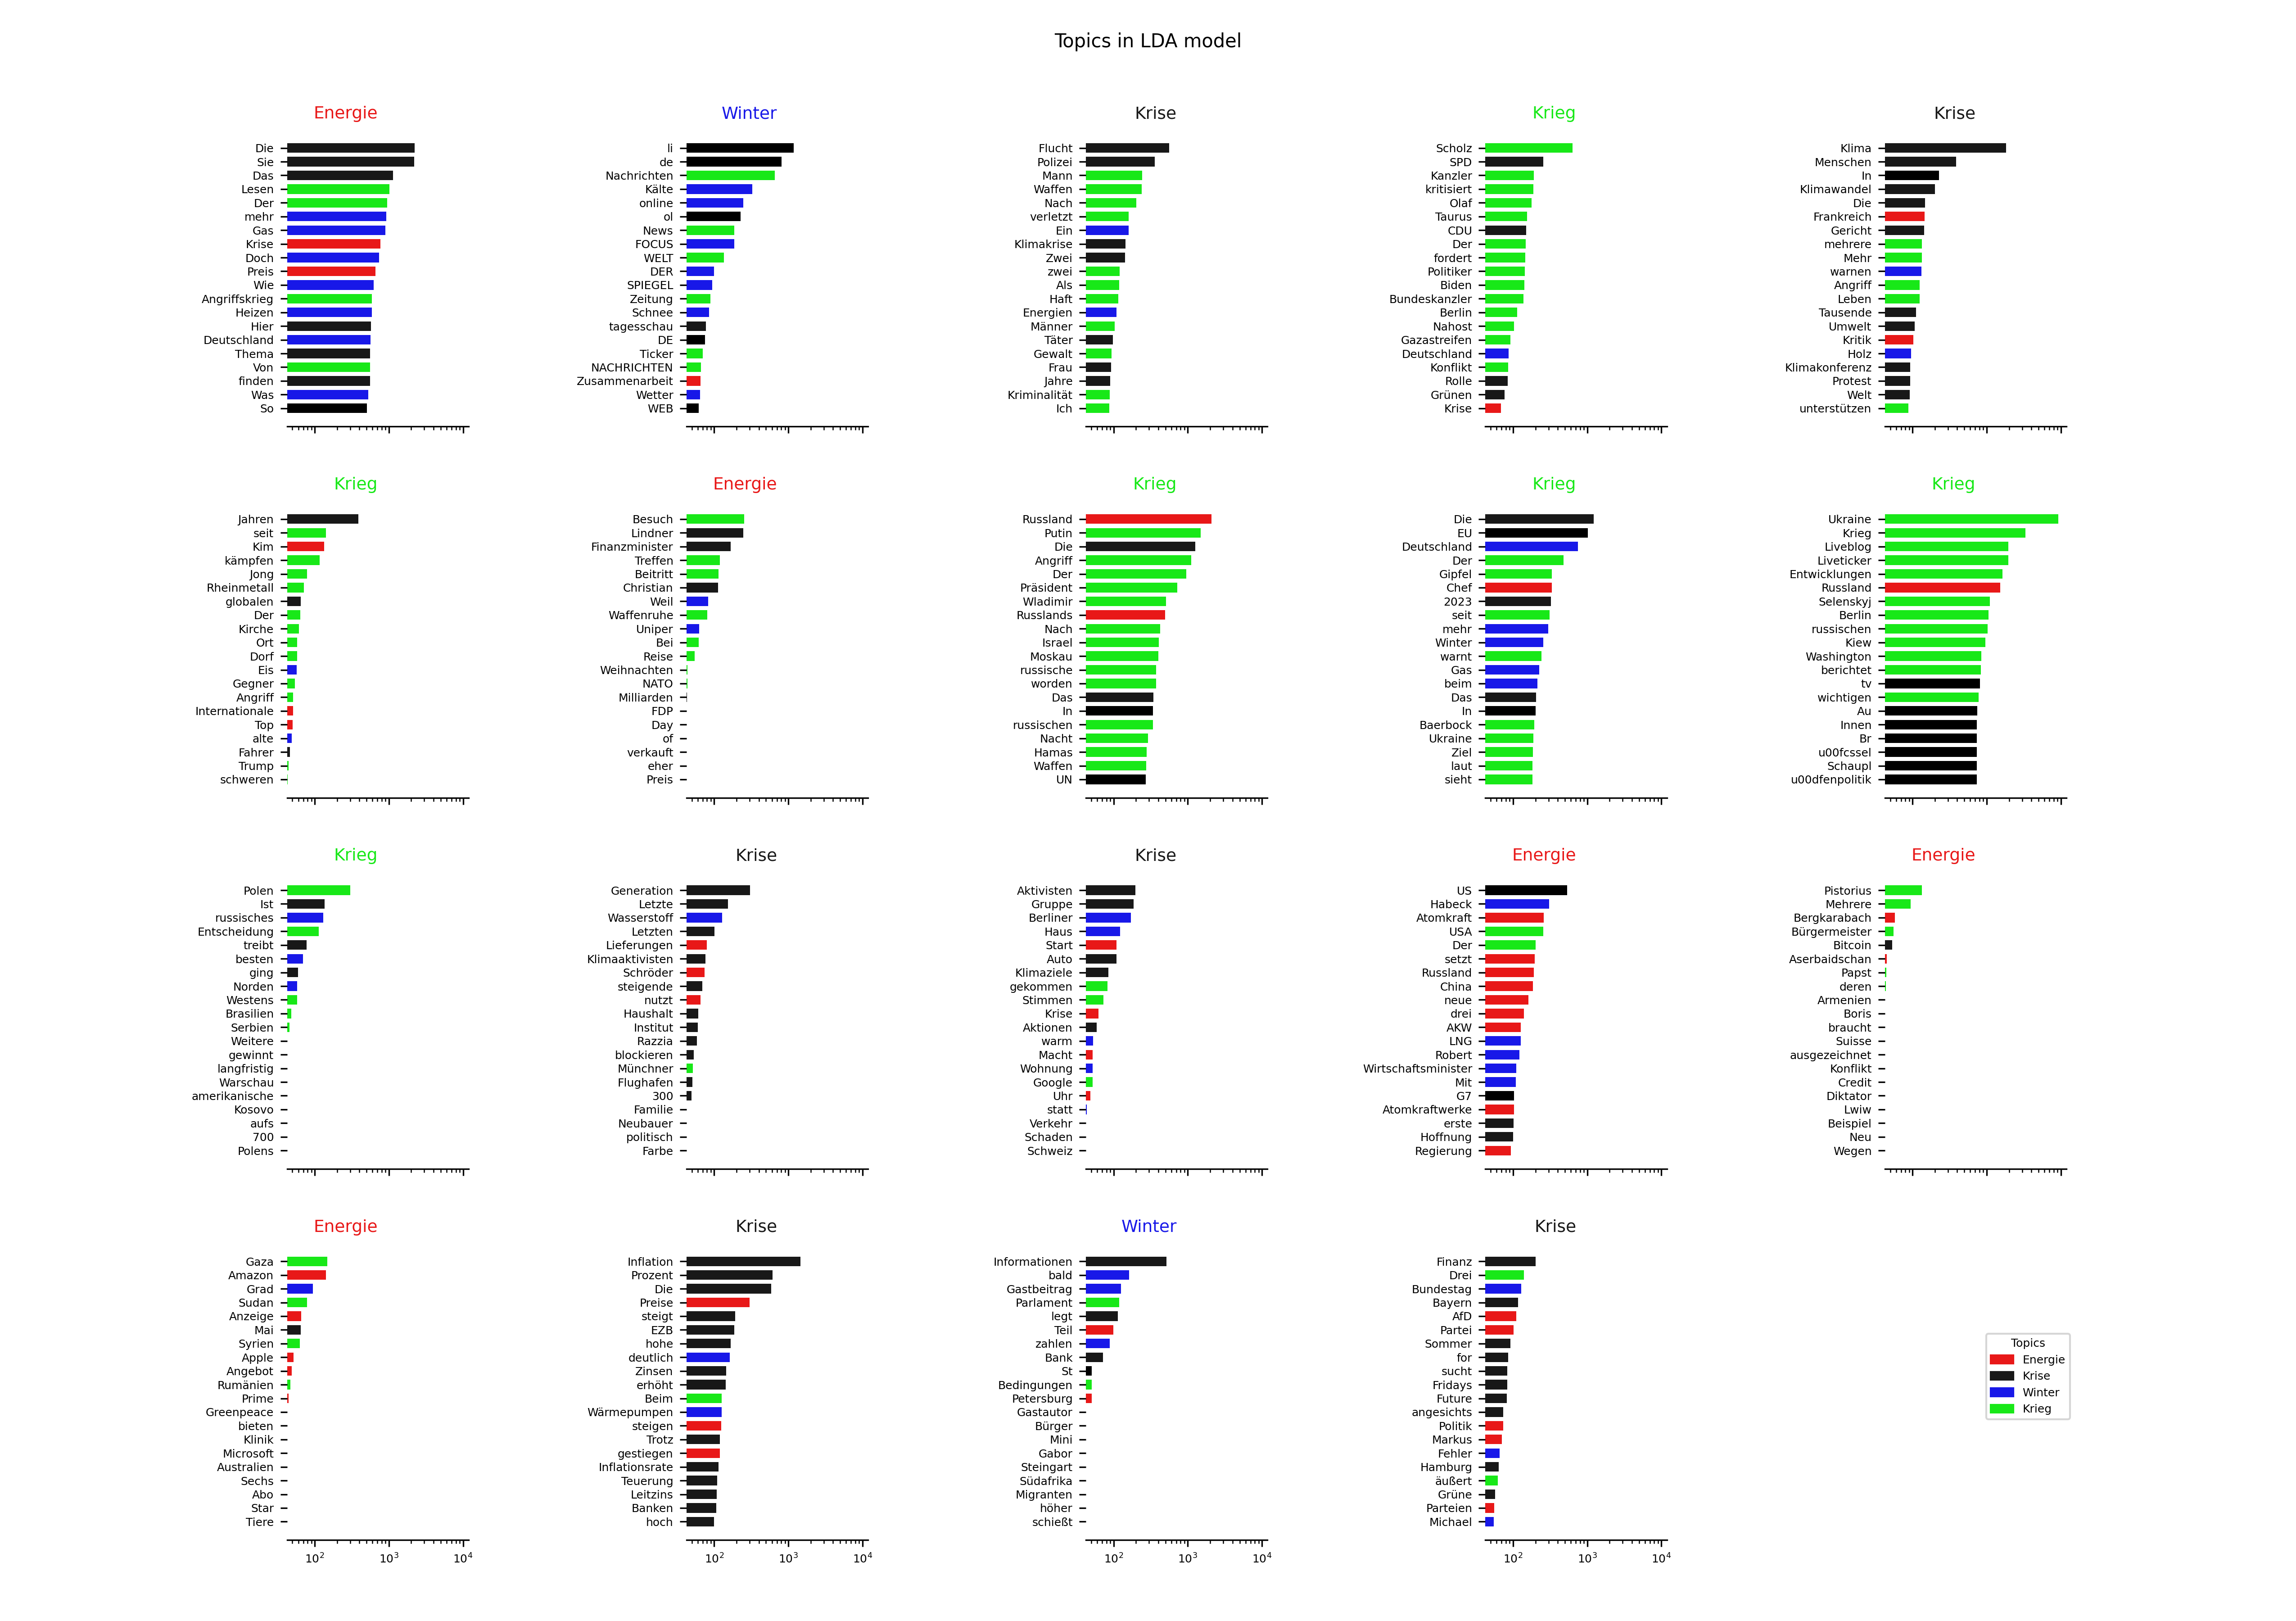 Topics in LDA model
Energie
Die
Sie
Das
Lesen
Der
mehr
Gas
Krise
Doch
Preis
Wie
Angriffskrieg
Heizen
Hier
Deutschland
Thema
Von
finden
Was
So
Winter
li
de
Nachrichten
Kälte
online
ol
News
FOCUS
WELT
DER
SPIEGEL
Zeitung
Schnee
tagesschau
DE
Ticker
NACHRICHTEN
Zusammenarbeit
Wetter
WEB
Krise
Flucht
Polizei
Mann
Waffen
Nach
verletzt
Ein
Klimakrise
Zwei
zwei
Als
Haft
Energien
Männer
Täter
Gewalt
Frau
Jahre
Kriminalität
Ich
Krieg
Scholz
SPD
Kanzler
kritisiert
Olaf
Taurus
CDU
Der
fordert
Politiker
Biden
Bundeskanzler
Berlin
Nahost
Gazastreifen
Deutschland
Konflikt
Rolle
Grünen
Krise
Krise
Klima
Menschen
In
Klimawandel
Die
Frankreich
Gericht
mehrere
Mehr
warnen
Angriff
Leben
Tausende
Umwelt
Kritik
Holz
Klimakonferenz
Protest
Welt
unterstützen
Krieg
Jahren
seit
Kim
kämpfen
Jong
Rheinmetall
globalen
Der
Kirche
Ort
Dorf
Eis
Gegner
Angriff
Internationale
Top
alte
Fahrer
Trump
schweren
Energie
Besuch
Lindner
Finanzminister
Treffen
Beitritt
Christian
Weil
Waffenruhe
Uniper
Bei
Reise
Weihnachten
NATO
Milliarden
FDP
Day
of
verkauft
eher
Preis
Krieg
Russland
Putin
Die
Angriff
Der
Präsident
Wladimir
Russlands
Nach
Israel
Moskau
russische
worden
Das
In
russischen
Nacht
Hamas
Waffen
UN
Krieg
Die
EU
Deutschland
Der
Gipfel
Chef
2023
seit
mehr
Winter
warnt
Gas
beim
Das
In
Baerbock
Ukraine
Ziel
laut
sieht
Krieg
Ukraine
Krieg
Liveblog
Liveticker
Entwicklungen
Russland
Selenskyj
Berlin
russischen
Kiew
Washington
berichtet
tv
wichtigen
Au
Innen
Br
u00fcssel
Schaupl
u00dfenpolitik
Krieg
Polen
Ist
russisches
Entscheidung
treibt
besten
ging
Norden
Westens
Brasilien
Serbien
Weitere
gewinnt
langfristig
Warschau
amerikanische
Kosovo
aufs
700
Polens
Krise
Generation
Letzte
Wasserstoff
Letzten
Lieferungen
Klimaaktivisten
Schröder
steigende
nutzt
Haushalt
Institut
Razzia
blockieren
Münchner
Flughafen
300
Familie
Neubauer
politisch
Farbe
Krise
Aktivisten
Gruppe
Berliner
Haus
Start
Auto
Klimaziele
gekommen
Stimmen
Krise
Aktionen
warm
Macht
Wohnung
Google
Uhr
statt
Verkehr
Schaden
Schweiz
Energie
US
Habeck
Atomkraft
USA
Der
setzt
Russland
China
neue
drei
AKW
LNG
Robert
Wirtschaftsminister
Mit
G7
Atomkraftwerke
erste
Hoffnung
Regierung
Energie
Pistorius
Mehrere
Bergkarabach
Bürgermeister
Bitcoin
Aserbaidschan
Papst
deren
Armenien
Boris
braucht
Suisse
ausgezeichnet
Konflikt
Credit
Diktator
Lwiw
Beispiel
Neu
Wegen
Energie
Gaza
Amazon
Grad
Sudan
Anzeige
Mai
Syrien
Apple
Angebot
Rumänien
Prime
Greenpeace
bieten
Klinik
Microsoft
Australien
Sechs
Abo
Star
Tiere
10² 10³ 10⁴
Krise
Inflation
Prozent
Die
Preise
steigt
EZB
hohe
deutlich
Zinsen
erhöht
Beim
Wärmepumpen
steigen
Trotz
gestiegen
Inflationsrate
Teuerung
Leitzins
Banken
hoch
10² 10³ 10⁴
Winter
Informationen
bald
Gastbeitrag
Parlament
legt
Teil
zahlen
Bank
St
Bedingungen
Petersburg
Gastautor
Bürger
Mini
Gabor
Steingart
Südafrika
Migranten
höher
schießt
10² 10³ 10⁴
Krise
Finanz
Drei
Bundestag
Bayern
AfD
Partei
Sommer
for
sucht
Fridays
Future
angesichts
Politik
Markus
Fehler
Hamburg
äußert
Grüne
Parteien
Michael
10² 10³ 10⁴
Topics
Energie
Krise
Winter
Krieg